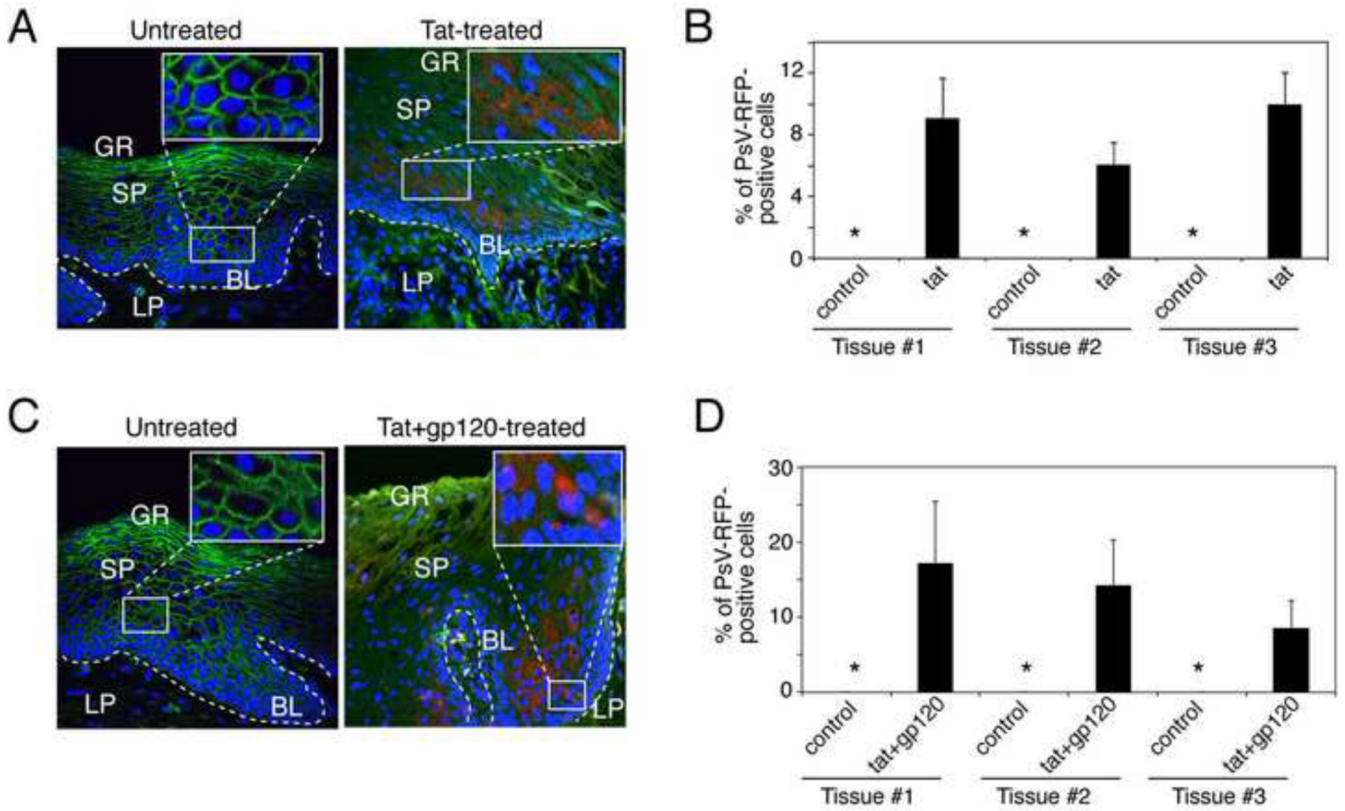 A
Untreated
Tat-treated
GR
SP
BL
LP
GR
SP
BL
LP
B
% of PsV-RFP-
positive cells
12
8
4
0
*
*
*
control
tat
control
tat
control
tat
Tissue #1
Tissue #2
Tissue #3
C
Untreated
Tat+gp120-treated
GR
SP
LP
BL
GR
SP
BL
LP
D
% of PsV-RFP-
positive cells
30
20
10
0
*
*
*
control
tat+gp120
control
tat+gp120
control
tat+gp120
Tissue #1
Tissue #2
Tissue #3